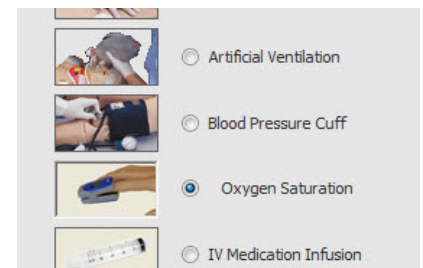 Artificial Ventilation
Blood Pressure Cuff
Oxygen Saturation
IV Medication Infusion